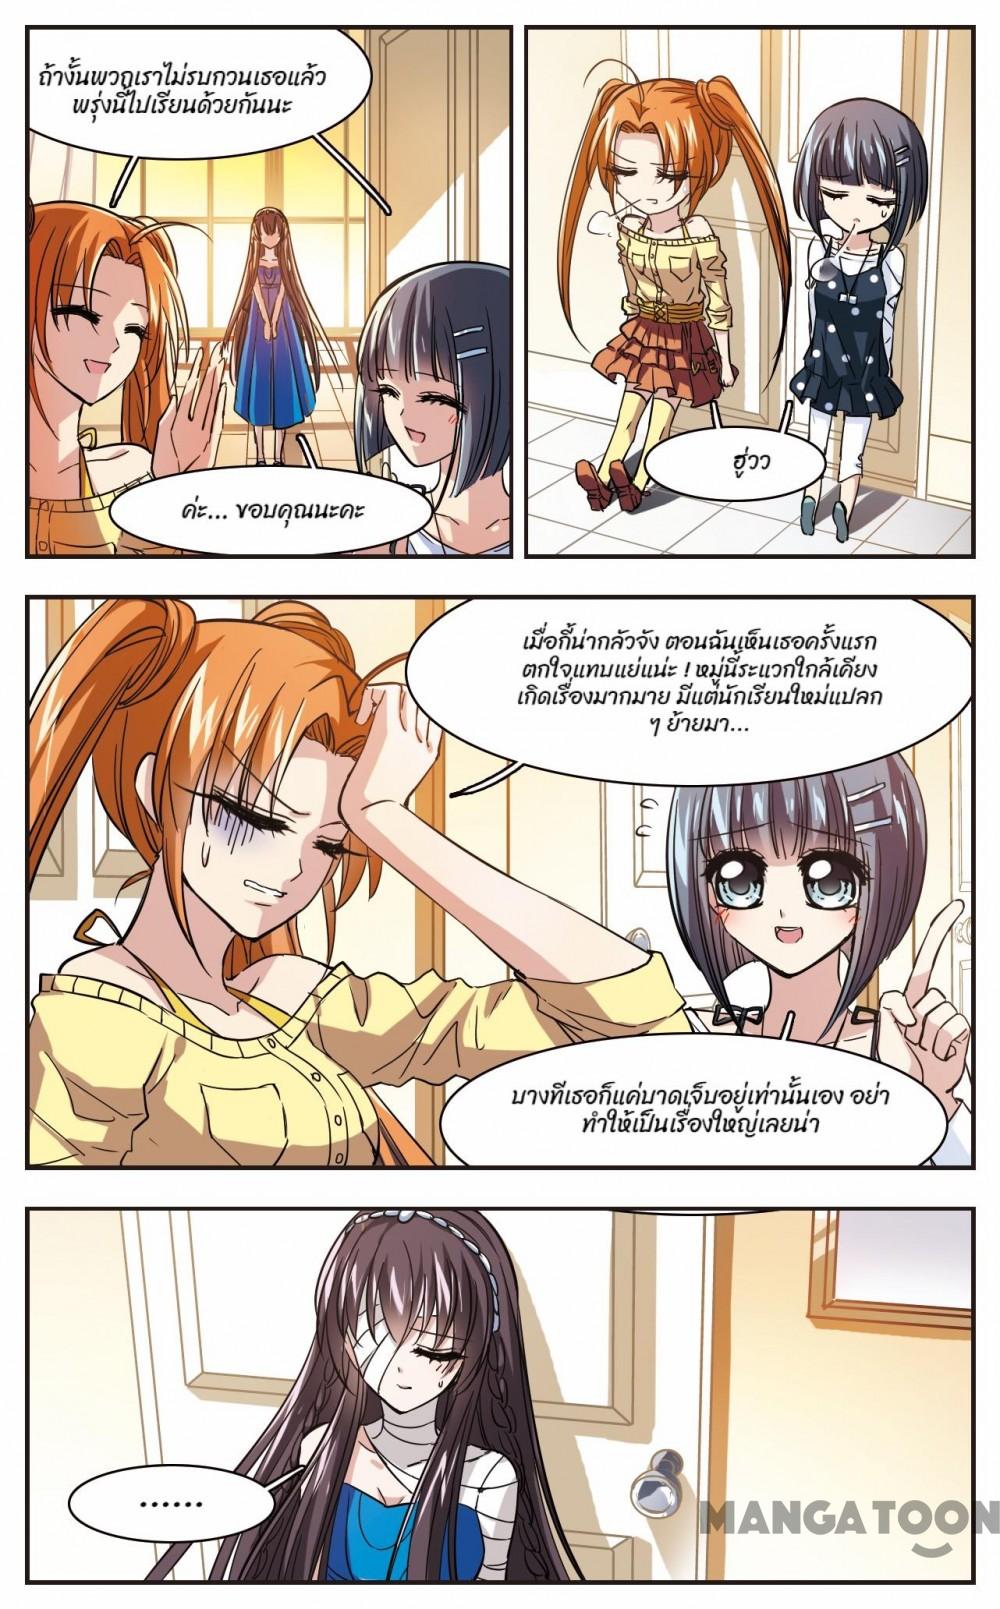 ถ้างั้นพวกเราไม่รบกวนเธอแล้ว
พรุ่งนี้ไปเรียนด้วยกันนะ
ค่ะ... ขอบคุณนะคะ
ฮู่วว
เมื่อกี้น่ากลัวจัง ตอนฉันเห็นเธอครั้งแรก
ตกใจแทบแย่แน่ะ ! หมู่นี้ระแวกใกล้เคียง
เกิดเรื่องมากมาย มีแต่นักเรียนใหม่แปลก
ๆ ย้ายมา...
บางทีเธอก็แค่บาดเจ็บอยู่เท่านั้นเอง อย่า
ทำให้เป็นเรื่องใหญ่เลยน่า
......
MANGATOON